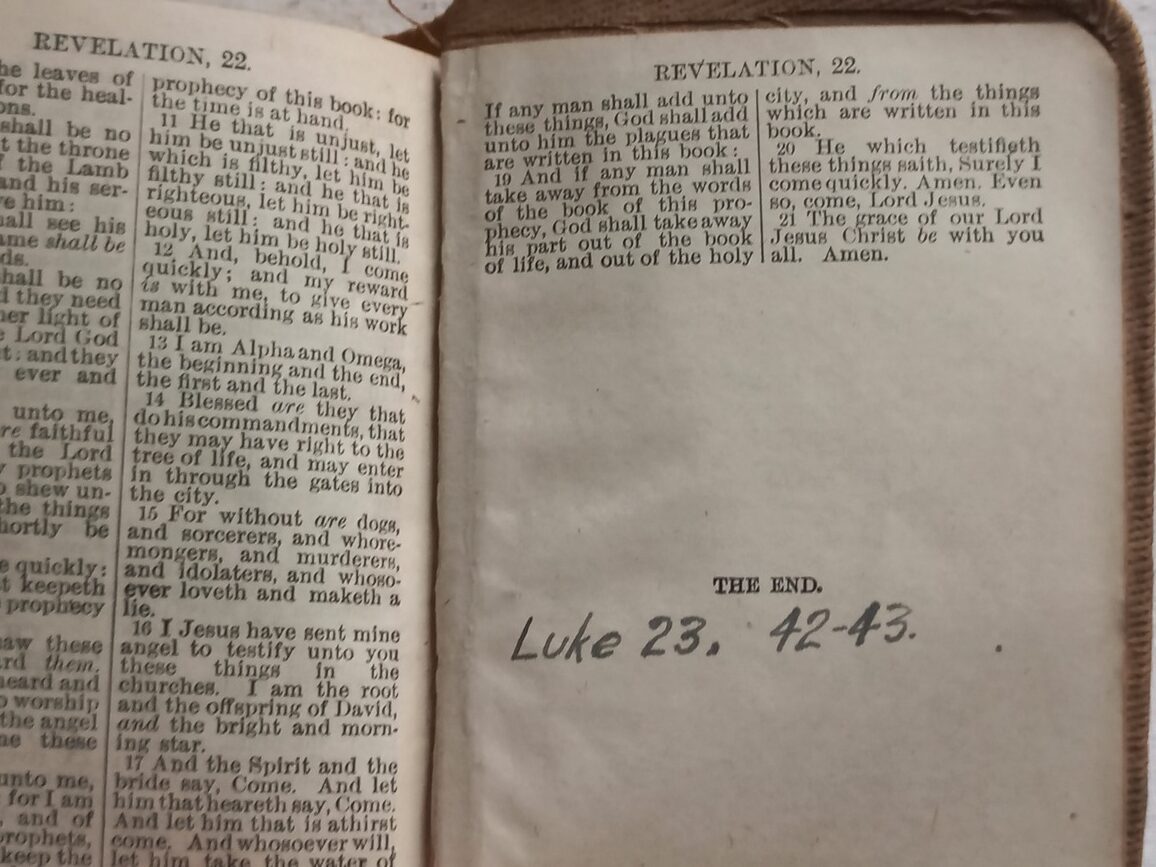 REVELATION, 22.
he leaves of
for the heal-
ons.
shall be no
t the throne
f the Lamb
and his ser-
ve him:
all see his
ame shall be
ds.
hall be no
d they need
her light of
e Lord God
t: and they
ever and
unto me,
re faithful
the Lord
y prophets
o shew un-
the things
hortly be
e quickly:
t keepeth
prophecy
aw these
rd them.
heard and
o worship
the angel
me these
unto me,
for I am
, and of
prophets,
keep the
prophecy of this book: for
the time is at hand.
11 He that is unjust, let
him be unjust still: and he
which is filthy, let him be
filthy still: and he that is
righteous, let him be right-
eous still: and he that is
holy, let him be holy still.
12 And, behold, I come
quickly; and my reward
is with me, to give every
man according as his work
shall be.
13 I am Alpha and Omega,
the beginning and the end,
the first and the last.
14 Blessed are they that
do his commandments, that
they may have right to the
tree of life, and may enter
in through the gates into
the city.
15 For without are dogs,
and sorcerers, and whore-
mongers, and murderers,
and idolaters, and whoso-
ever loveth and maketh a
lie.
16 I Jesus have sent mine
angel to testify unto you
these things in the
churches. I am the root
and the offspring of David,
and the bright and morn-
ing star.
17 And the Spirit and the
bride say, Come. And let
him that heareth say, Come.
And let him that is athirst
come. And whosoever will,
let him take the water of
REVELATION, 22.
If any man shall add unto
these things, God shall add
unto him the plagues that
are written in this book:
19 And if any man shall
take away from the words
of the book of this pro-
phecy, God shall take away
his part out of the book
of life, and out of the holy
city, and from the things
which are written in this
book.
20 He which testifieth
these things saith, Surely I
come quickly. Amen. Even
so, come, Lord Jesus.
21 The grace of our Lord
Jesus Christ be with you
all. Amen.
THE END.
Luke 23. 42-43.